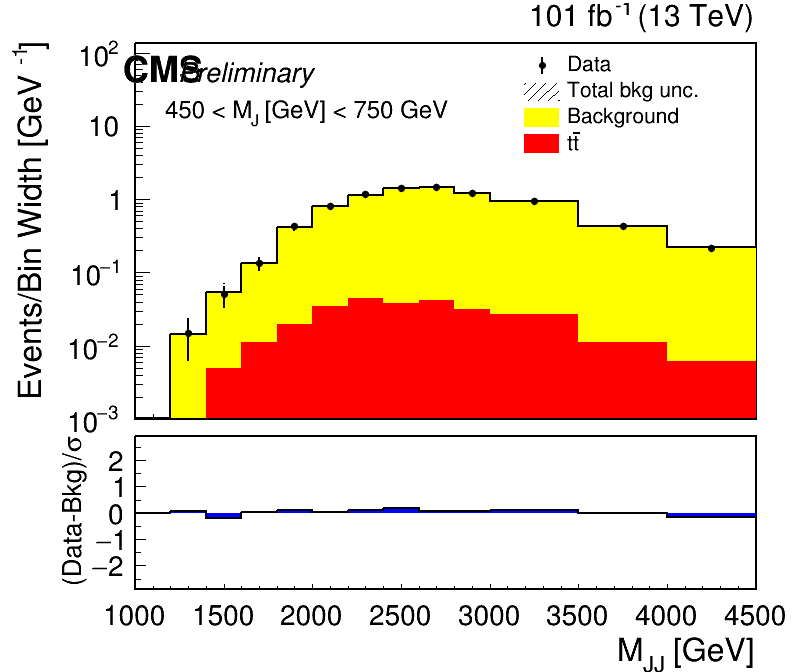 101 fb⁻¹ (13 TeV)
CMS Preliminary
450 < M_J [GeV] < 750 GeV
Data
Total bkg unc.
Background
tt̄
Events/Bin Width [GeV⁻¹]
10²
10
1
10⁻¹
10⁻²
10⁻³
(Data-Bkg)/σ
2
1
0
−1
−2
1000 1500 2000 2500 3000 3500 4000 4500
M_JJ [GeV]